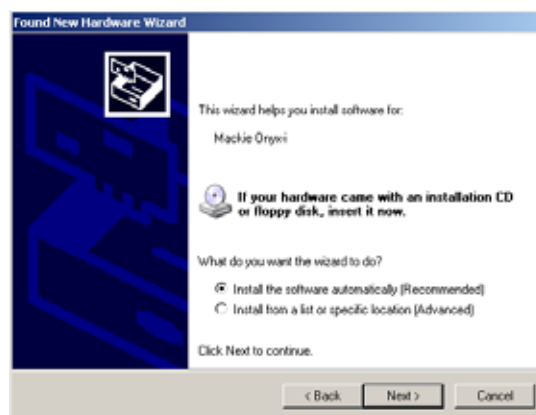 Found New Hardware Wizard
This wizard helps you install software for:
Mackie Onyx-i
If your hardware came with an installation CD
or floppy disk, insert it now.
What do you want the wizard to do?
Install the software automatically (Recommended)
Install from a list or specific location (Advanced)
Click Next to continue.
< Back
Next >
Cancel